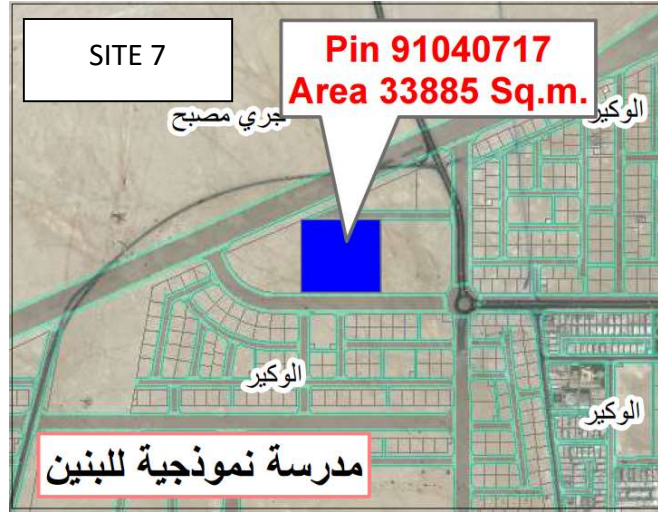 SITE 7
Pin 91040717
Area 33885 Sq.m.
الوكير
جري مصبح
الوكير
الوكير
مدرسة نموذجية للبنين